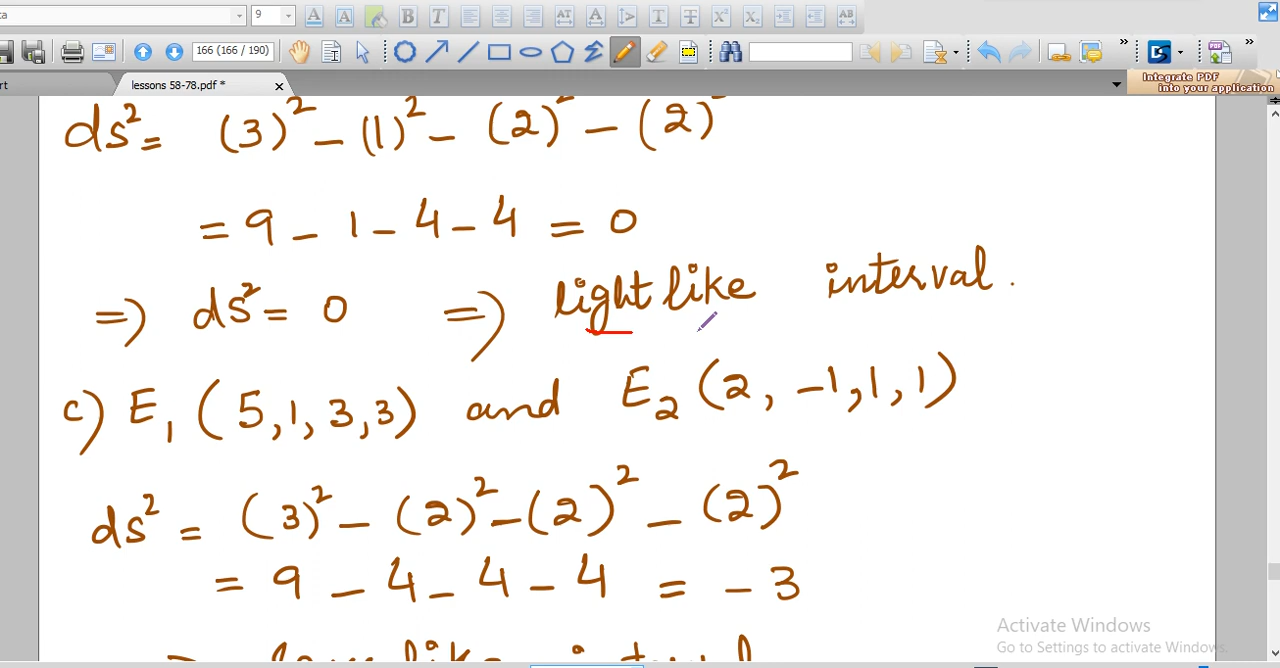 9
166 (166 / 190)
lessons 58-78.pdf *
Integrate PDF
into your application
ds² = (3)² - (1)² - (2)² - (2)²
= 9 - 1 - 4 - 4 = 0
=) ds² = 0 =) lightlike interval.
c) E₁ (5,1,3,3) and E₂ (2, -1,1,1)
ds² = (3)² - (2)² - (2)² - (2)²
= 9 - 4 - 4 - 4 = - 3
like interval
Activate Windows
Go to Settings to activate Windows.